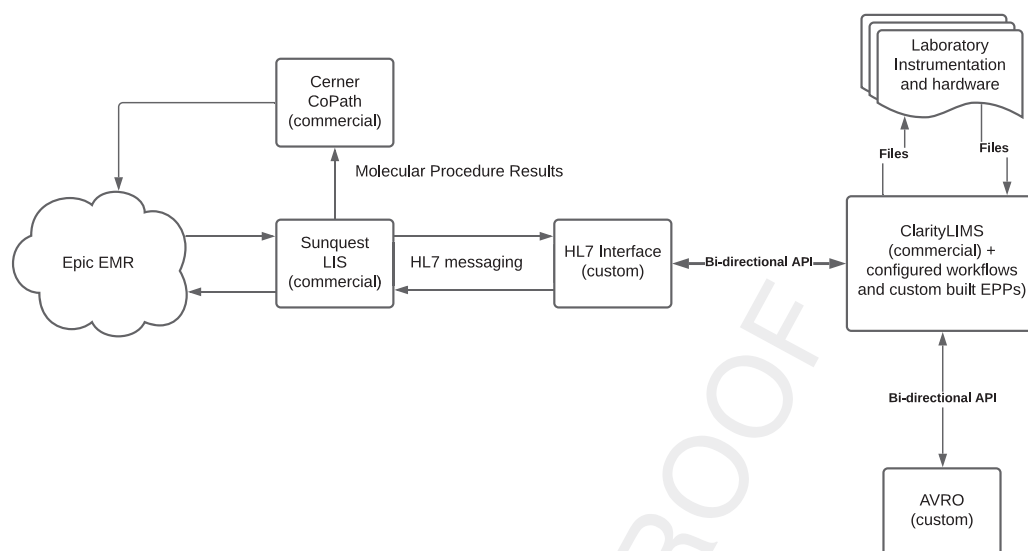 Cerner
CoPath
(commercial)
Laboratory
Instrumentation
and hardware
Files
Files
Molecular Procedure Results
Epic EMR
Sunquest
LIS
(commercial)
HL7 messaging
HL7 Interface
(custom)
Bi-directional API
ClarityLIMS
(commercial) +
configured workflows
and custom built EPPs)
Bi-directional API
AVRO
(custom)
ROOF